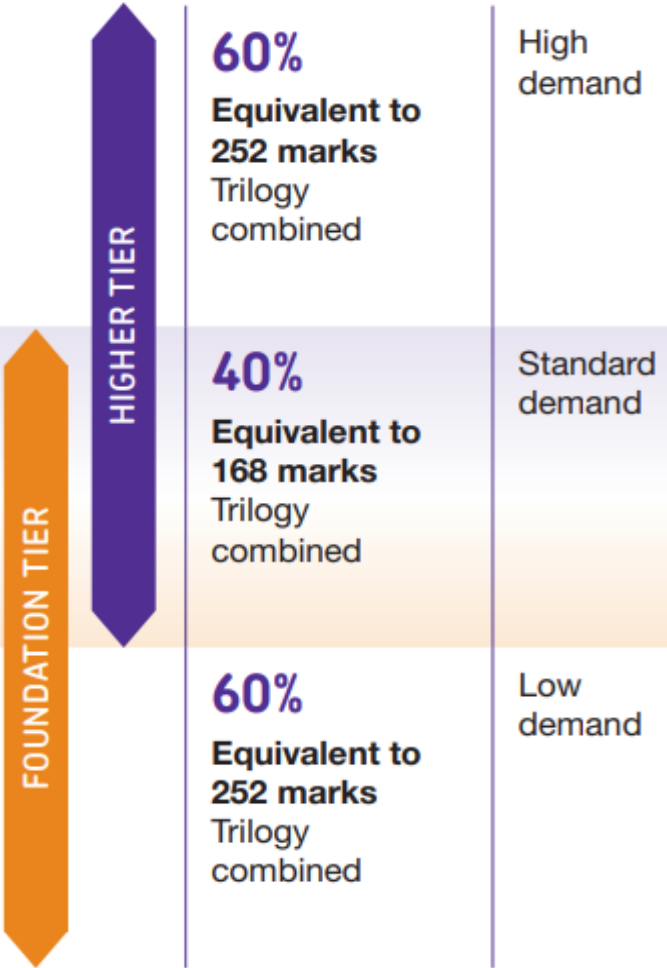 60%
Equivalent to
252 marks
Trilogy
combined
High
demand
HIGHER TIER
40%
Equivalent to
168 marks
Trilogy
combined
Standard
demand
FOUNDATION TIER
60%
Equivalent to
252 marks
Trilogy
combined
Low
demand